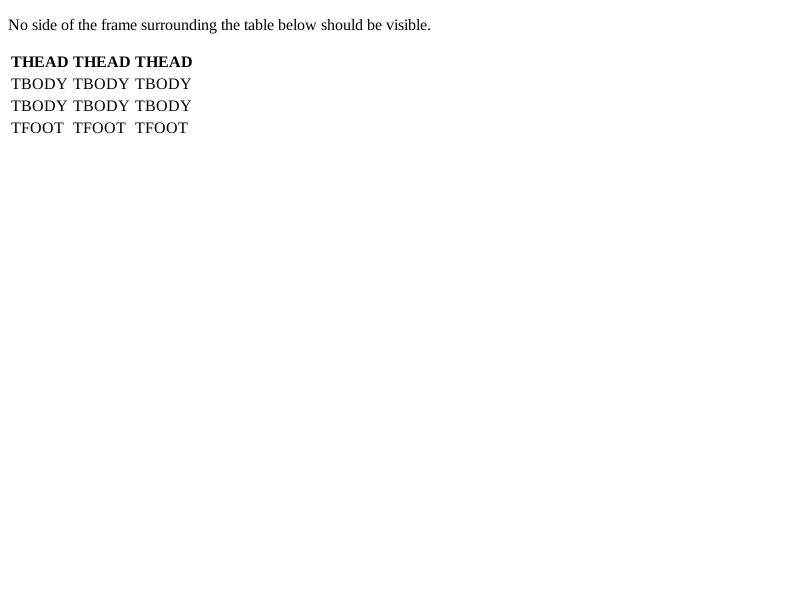 No side of the frame surrounding the table below should be visible.
THEAD THEAD THEAD
TBODY TBODY TBODY
TBODY TBODY TBODY
TFOOT TFOOT TFOOT